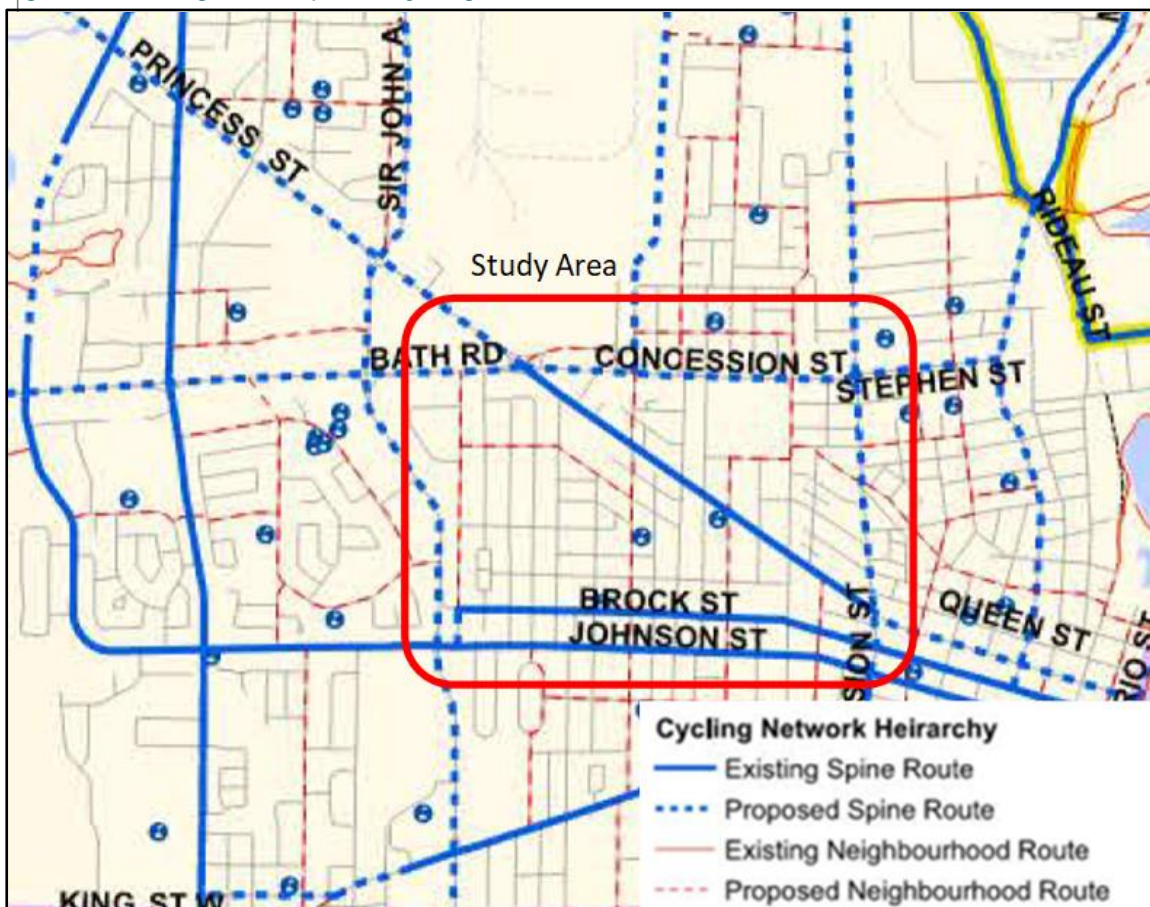 PRINCESS ST
SIR JOHN A.
RIDEAU ST
Study Area
BATH RD
CONCESSION ST
STEPHEN ST
BROCK ST
JOHNSON ST
SION ST
QUEEN ST
RIO ST
KING ST W
Cycling Network Heirarchy
Existing Spine Route
Proposed Spine Route
Existing Neighbourhood Route
Proposed Neighbourhood Route